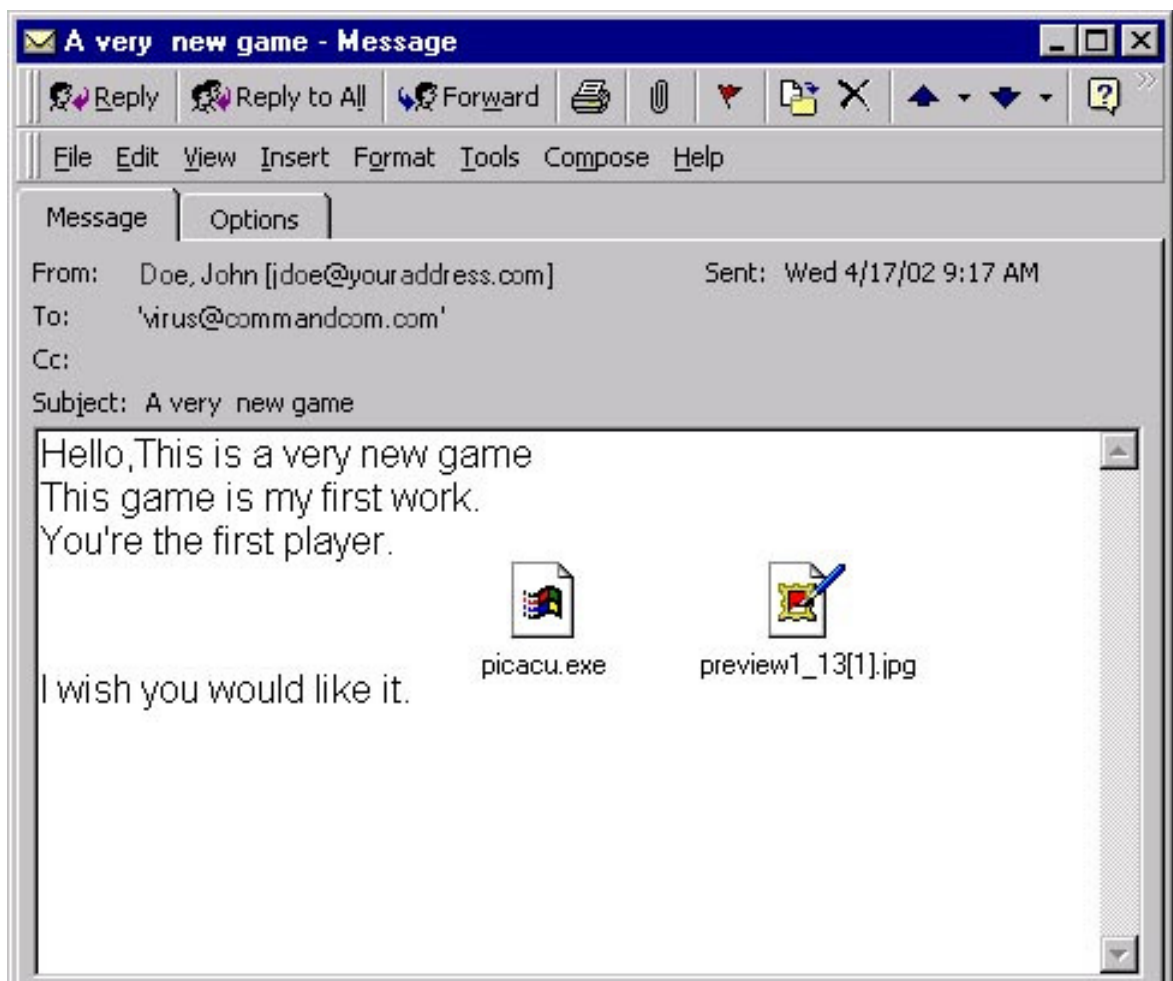 A very  new game - Message
Reply Reply to All Forward
File Edit View Insert Format Tools Compose Help
Message Options
From: Doe, John [jdoe@youraddress.com] Sent: Wed 4/17/02 9:17 AM
To: 'virus@commandcom.com'
Cc:
Subject: A very  new game
Hello,This is a very new game
This game is my first work.
You're the first player.
picacu.exe preview1_13[1].jpg
I wish you would like it.